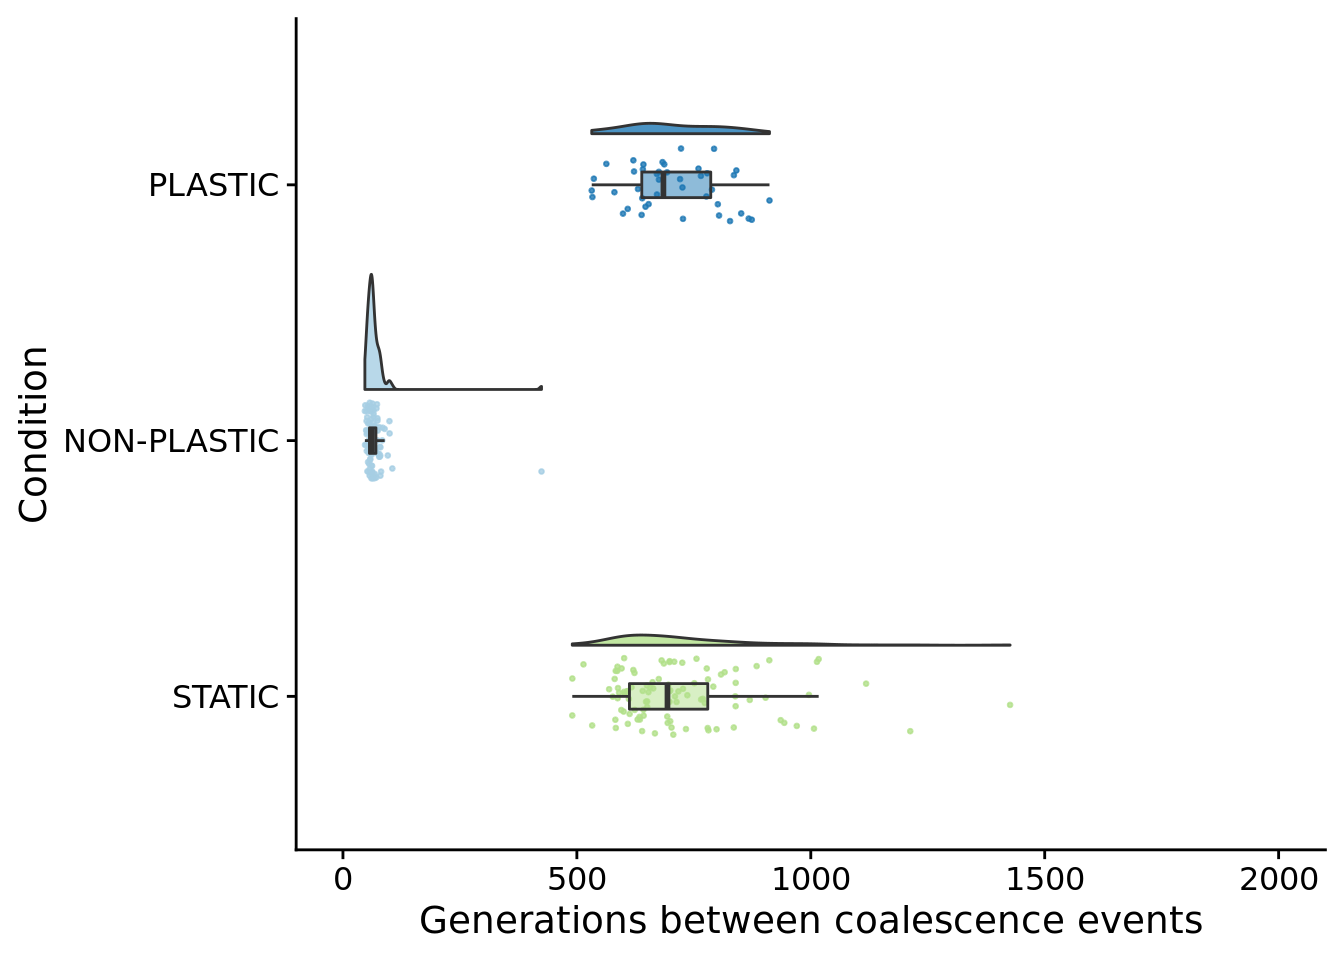 PLASTIC
NON-PLASTIC
STATIC
Condition
0 500 1000 1500 2000
Generations between coalescence events